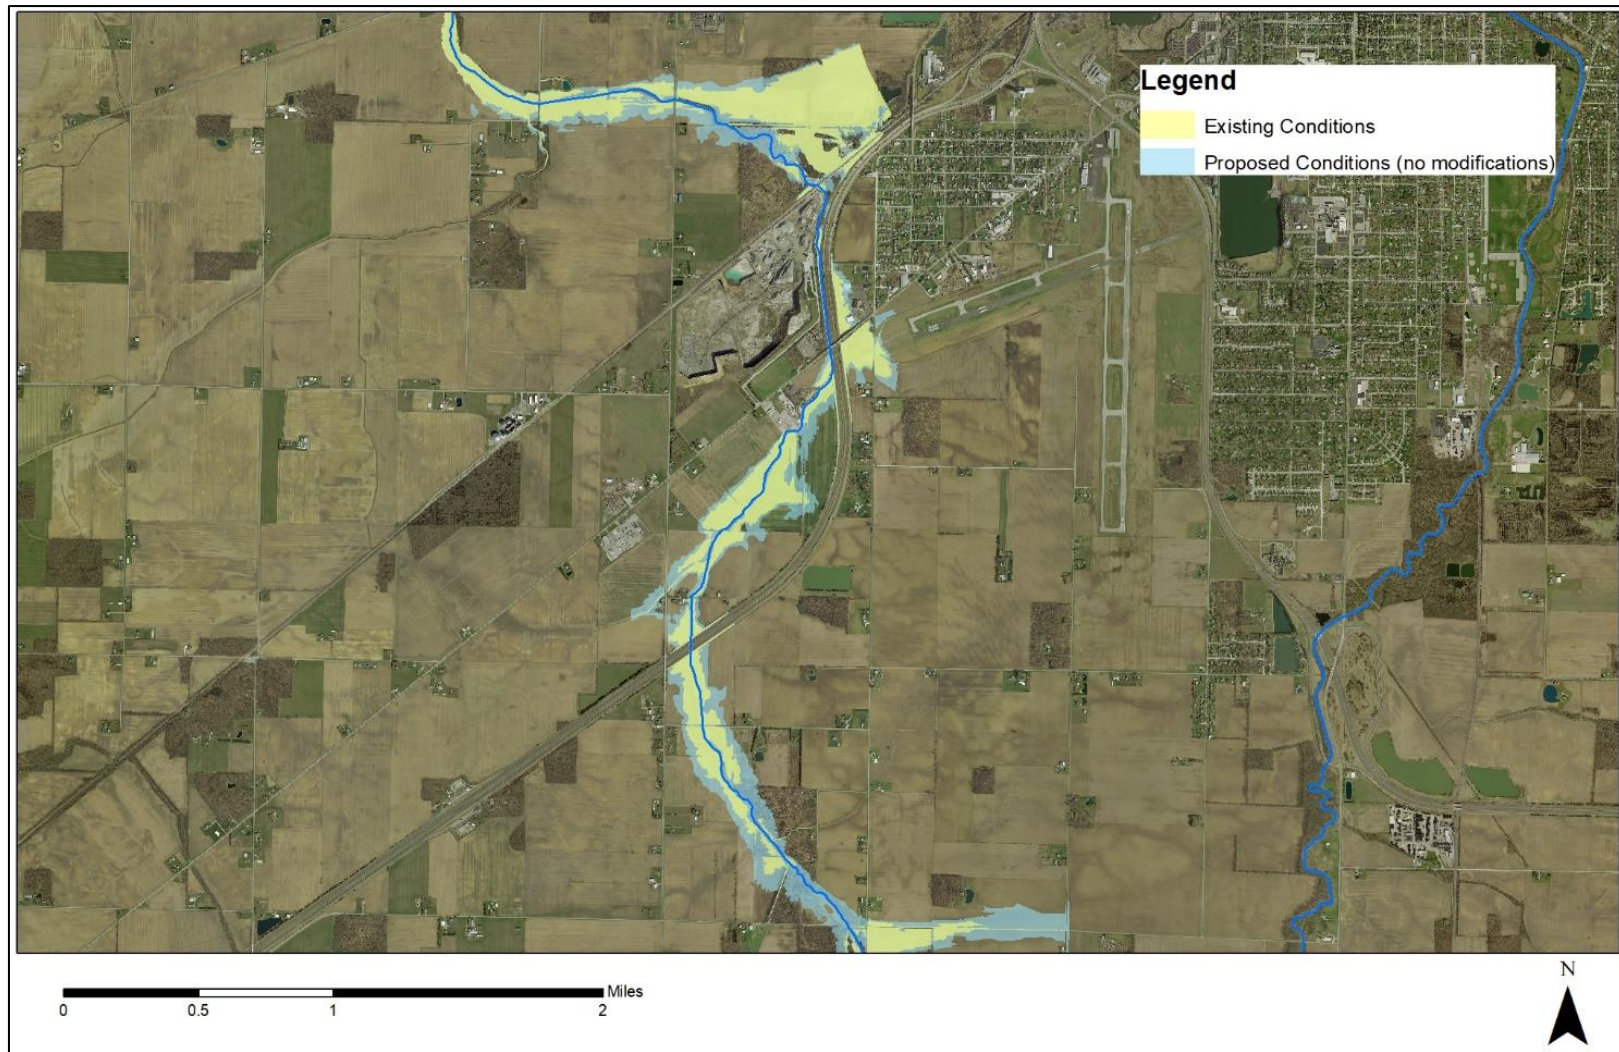 Legend
Existing Conditions
Proposed Conditions (no modifications)
Miles
0 0.5 1 2
N